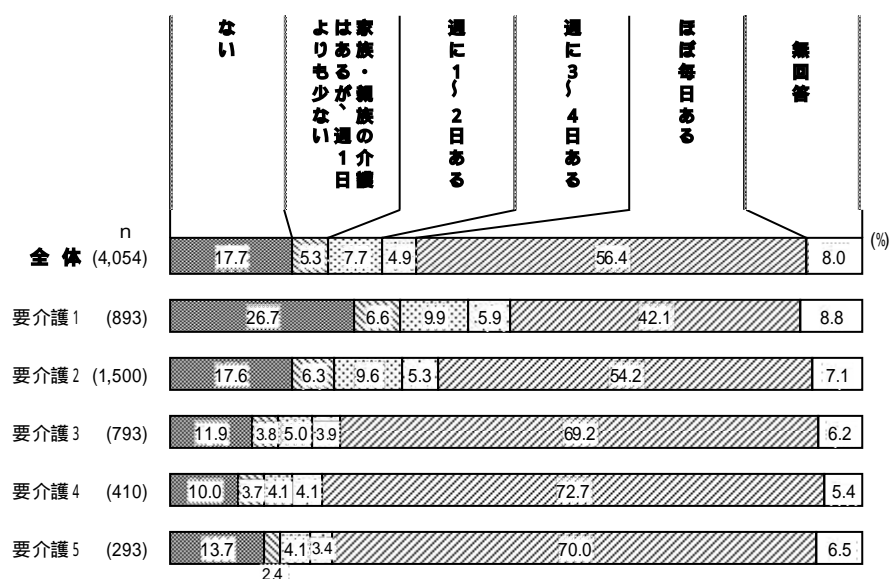 ない
家族・親族の介護
はあるが、週1日
よりも少ない
週に1～2日ある
週に3～4日ある
ほぼ毎日ある
無回答
n
(%)
全 体 (4,054) 17.7 5.3 7.7 4.9 56.4 8.0
要介護1 (893) 26.7 6.6 9.9 5.9 42.1 8.8
要介護2 (1,500) 17.6 6.3 9.6 5.3 54.2 7.1
要介護3 (793) 11.9 3.8 5.0 3.9 69.2 6.2
要介護4 (410) 10.0 3.7 4.1 4.1 72.7 5.4
要介護5 (293) 13.7 2.4 4.1 3.4 70.0 6.5